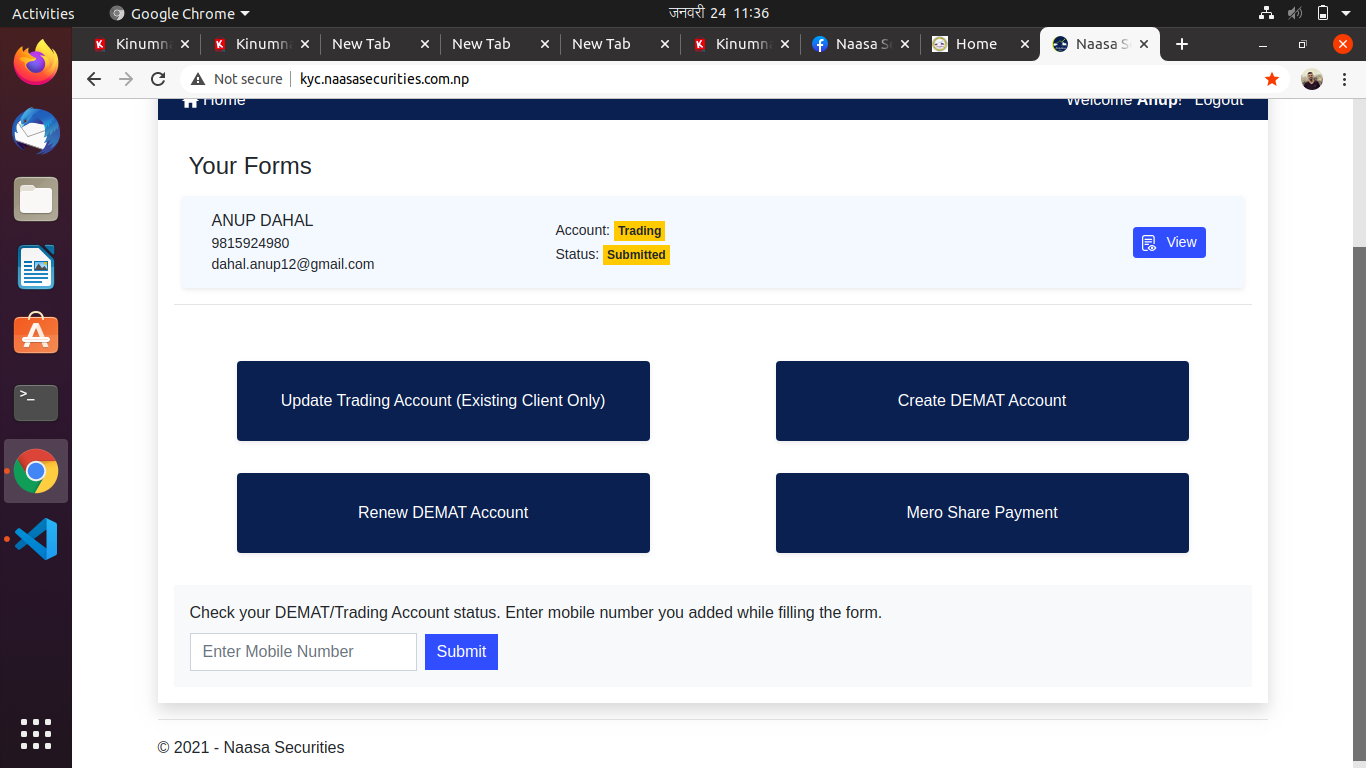 Activities
Google Chrome
जनवरी 24 11:36
Kinumna
Kinumna
New Tab
New Tab
New Tab
Kinumna
Naasa Se
Home
Naasa Se
Not secure
kyc.naasasecurities.com.np
Home
Welcome Anup!
Logout
Your Forms
ANUP DAHAL
9815924980
dahal.anup12@gmail.com
Account: Trading
Status: Submitted
View
Update Trading Account (Existing Client Only)
Create DEMAT Account
Renew DEMAT Account
Mero Share Payment
Check your DEMAT/Trading Account status. Enter mobile number you added while filling the form.
Enter Mobile Number
Submit
© 2021 - Naasa Securities